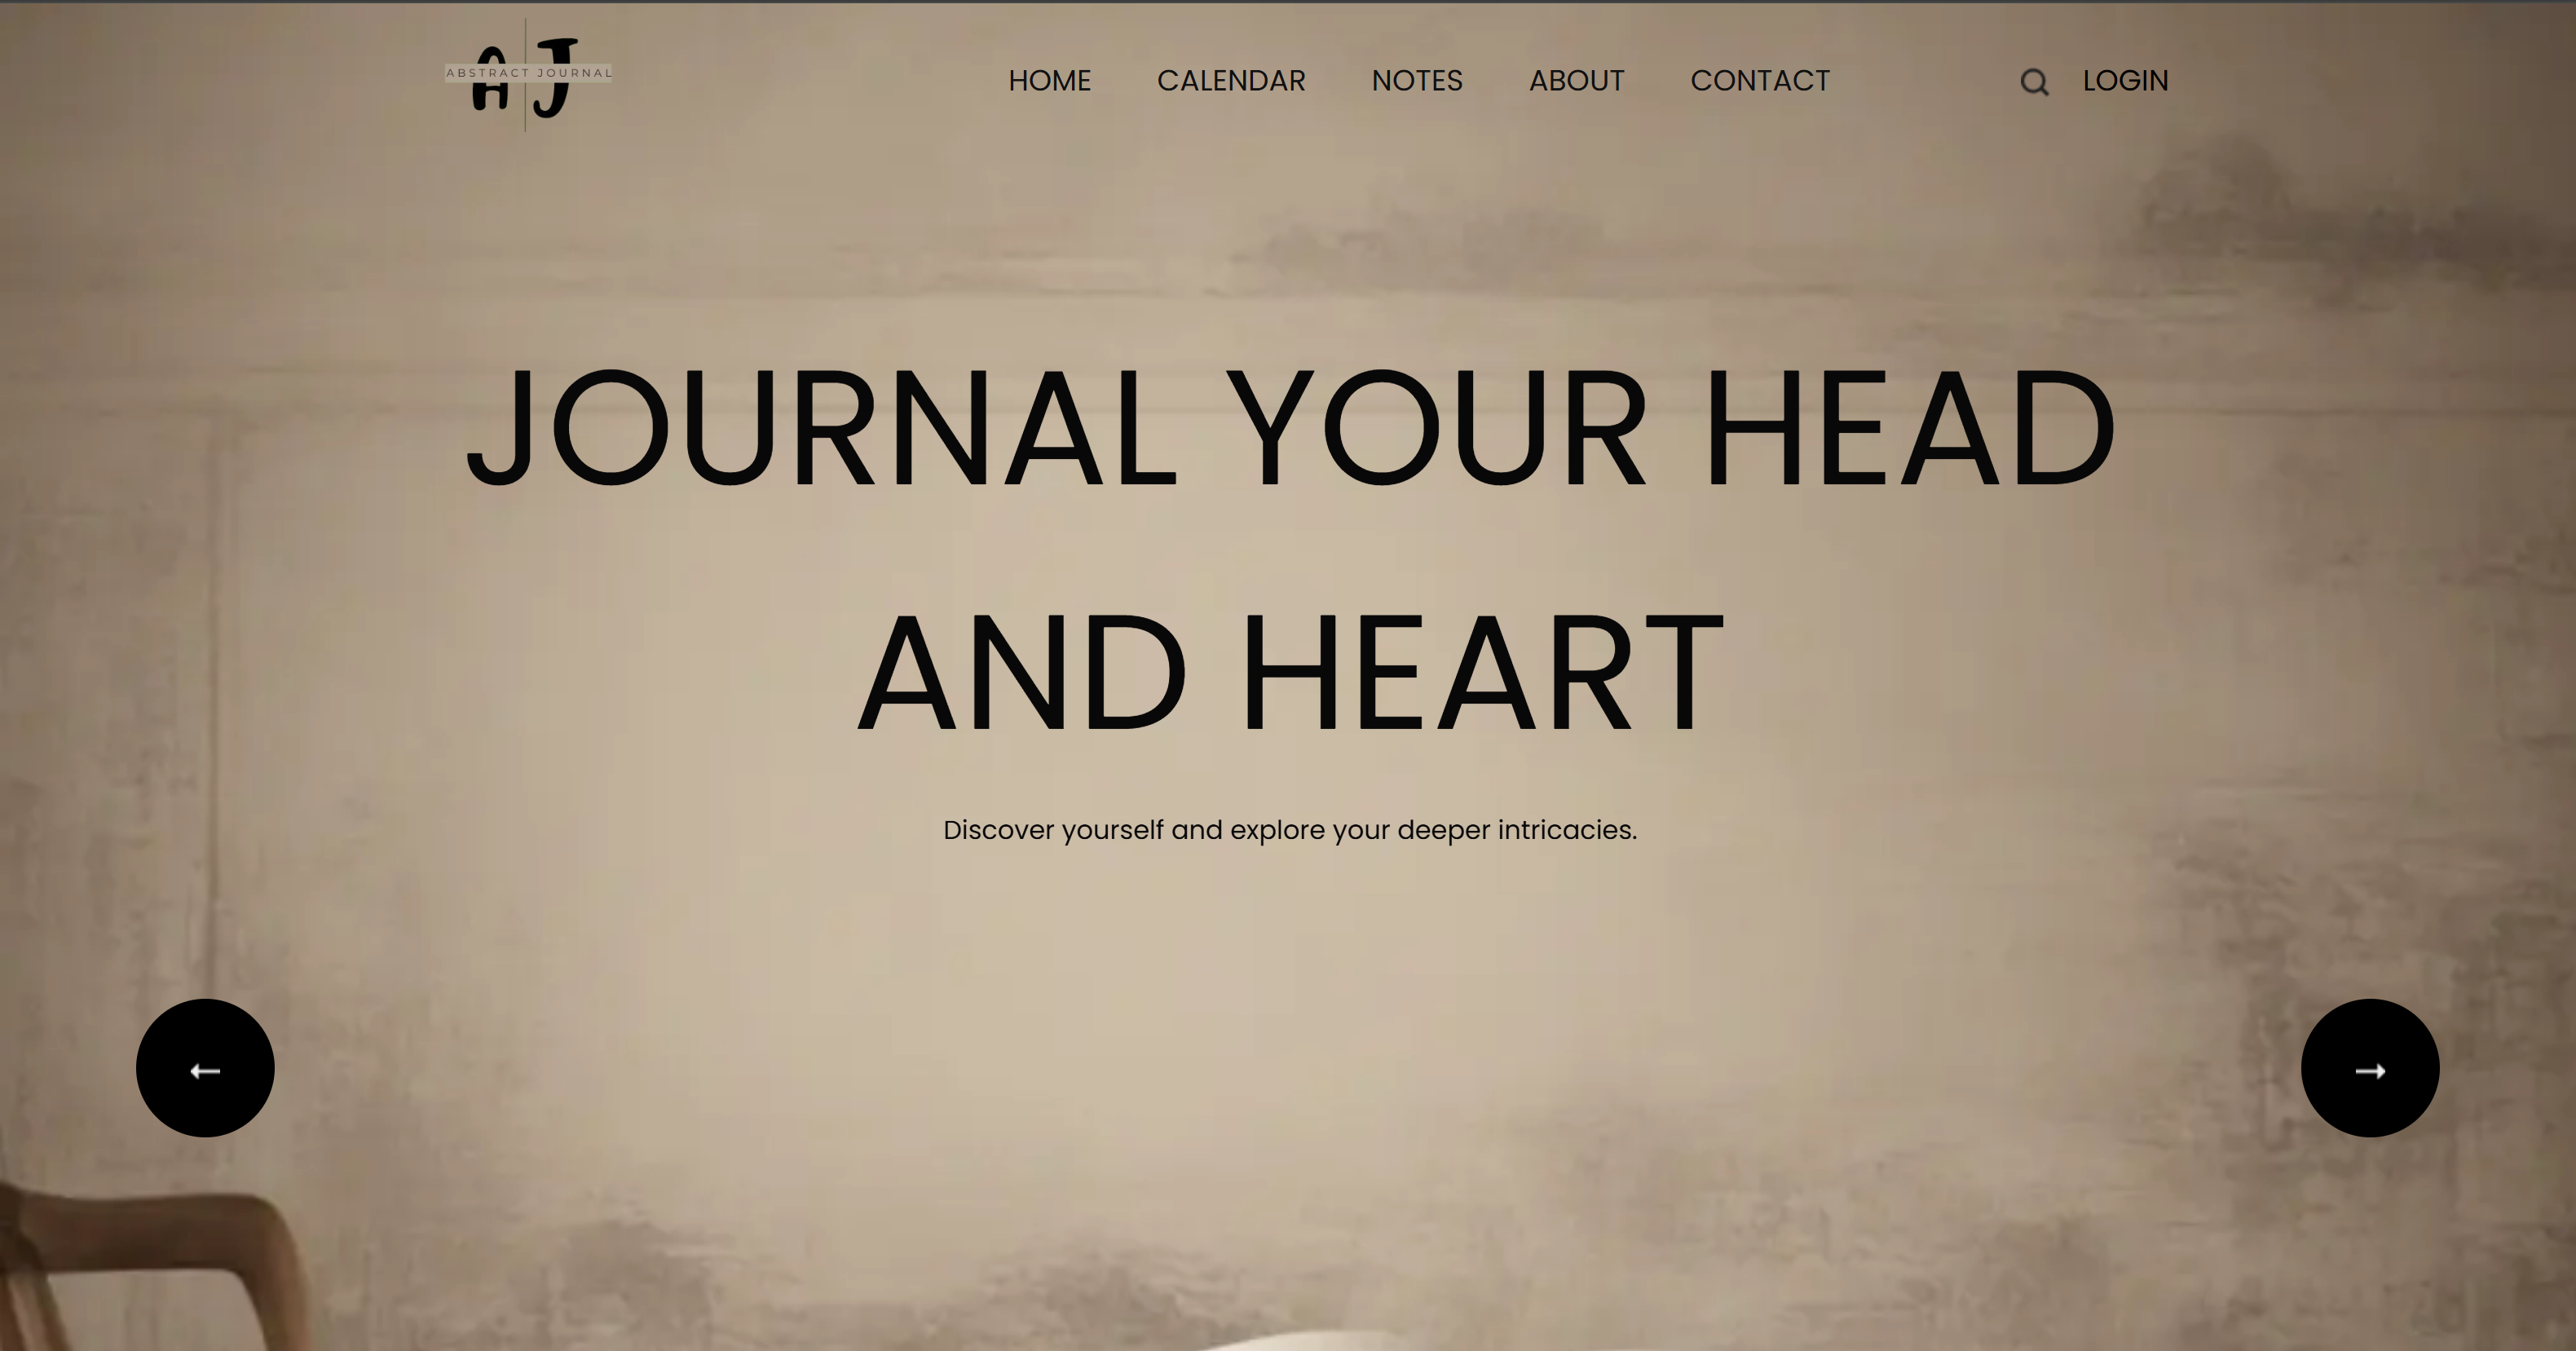 AJ
ABSTRACT JOURNAL
HOME CALENDAR NOTES ABOUT CONTACT LOGIN
JOURNAL YOUR HEAD
AND HEART
Discover yourself and explore your deeper intricacies.
← →